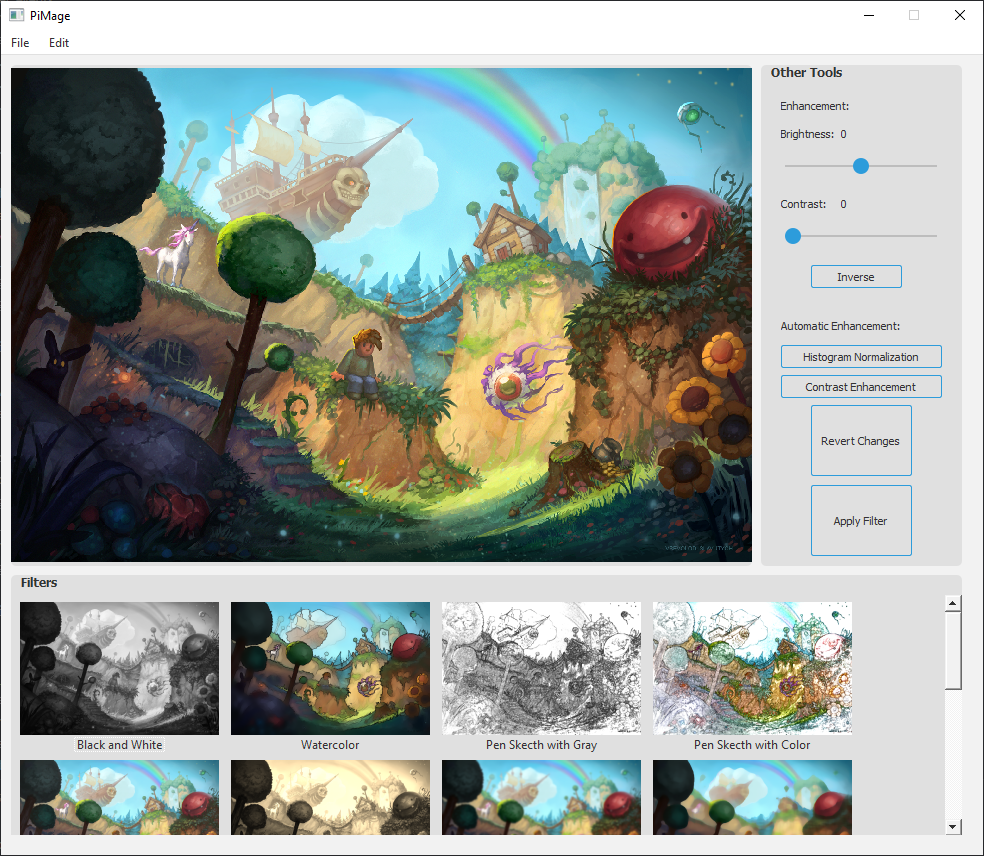 PiMage
File Edit
Other Tools
Enhancement:
Brightness: 0
Contrast: 0
Inverse
Automatic Enhancement:
Histogram Normalization
Contrast Enhancement
Revert Changes
Apply Filter
Filters
Black and White
Watercolor
Pen Skecth with Gray
Pen Skecth with Color